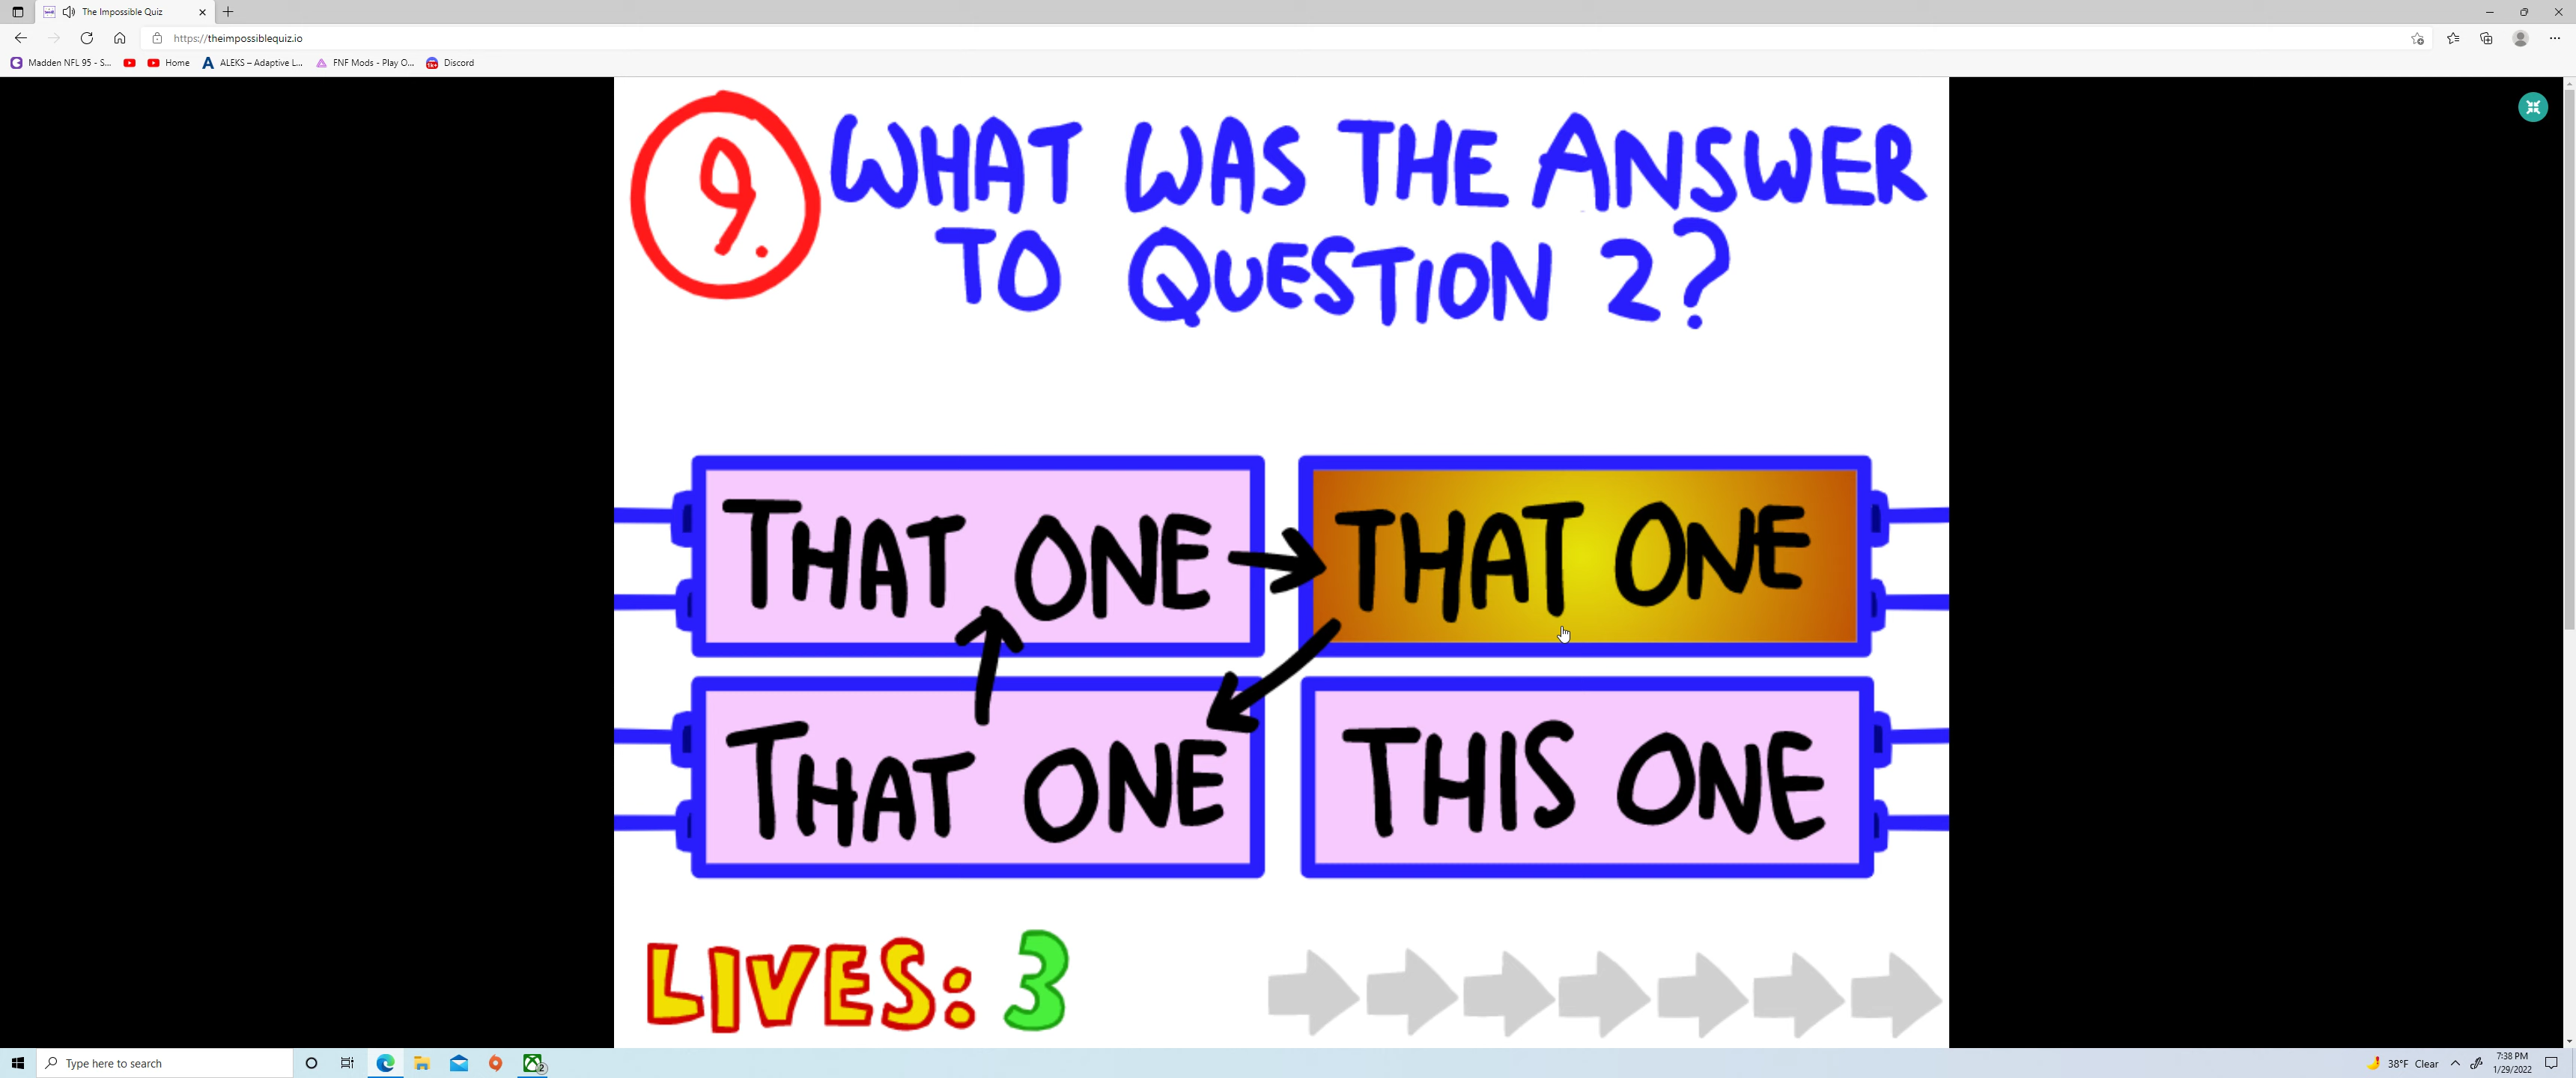 The Impossible Quiz
https://theimpossiblequiz.io
Madden NFL 95 - S...
Home
ALEKS – Adaptive L...
FNF Mods - Play O...
Discord
9.
WHAT WAS THE ANSWER
TO QUESTION 2?
THAT ONE
THAT ONE
THAT ONE
THIS ONE
LIVES: 3
Type here to search
2
38°F Clear
7:38 PM
1/29/2022